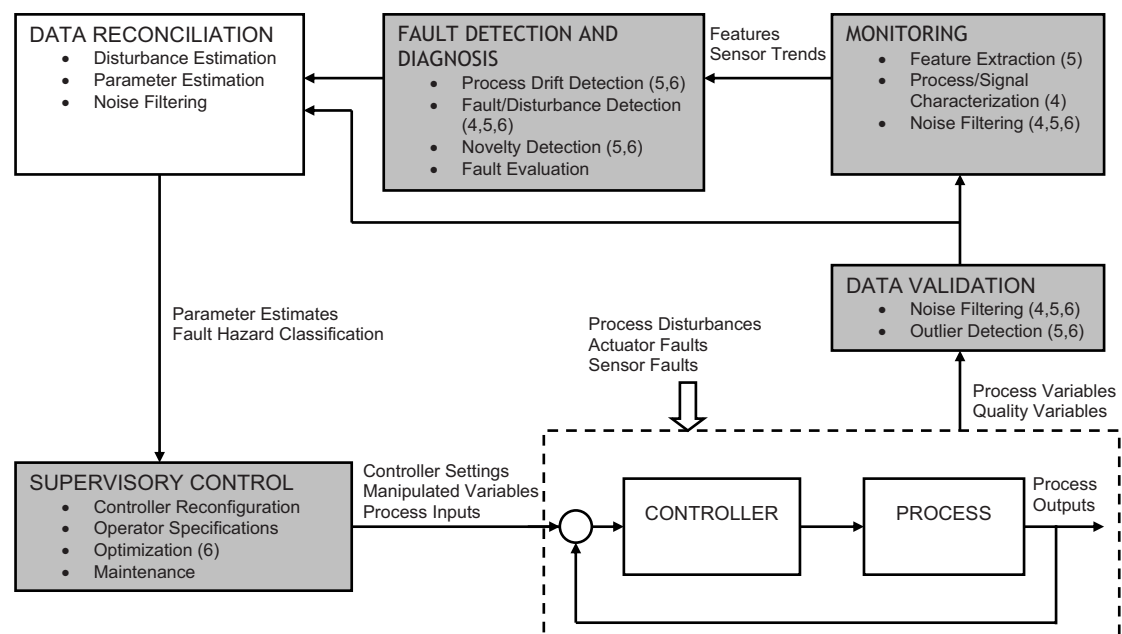 DATA RECONCILIATION
• Disturbance Estimation
• Parameter Estimation
• Noise Filtering
FAULT DETECTION AND
DIAGNOSIS
• Process Drift Detection (5,6)
• Fault/Disturbance Detection
(4,5,6)
• Novelty Detection (5,6)
• Fault Evaluation
Features
Sensor Trends
MONITORING
• Feature Extraction (5)
• Process/Signal
Characterization (4)
• Noise Filtering (4,5,6)
DATA VALIDATION
• Noise Filtering (4,5,6)
• Outlier Detection (5,6)
Parameter Estimates
Fault Hazard Classification
Process Disturbances
Actuator Faults
Sensor Faults
Process Variables
Quality Variables
SUPERVISORY CONTROL
• Controller Reconfiguration
• Operator Specifications
• Optimization (6)
• Maintenance
Controller Settings
Manipulated Variables
Process Inputs
CONTROLLER
PROCESS
Process
Outputs